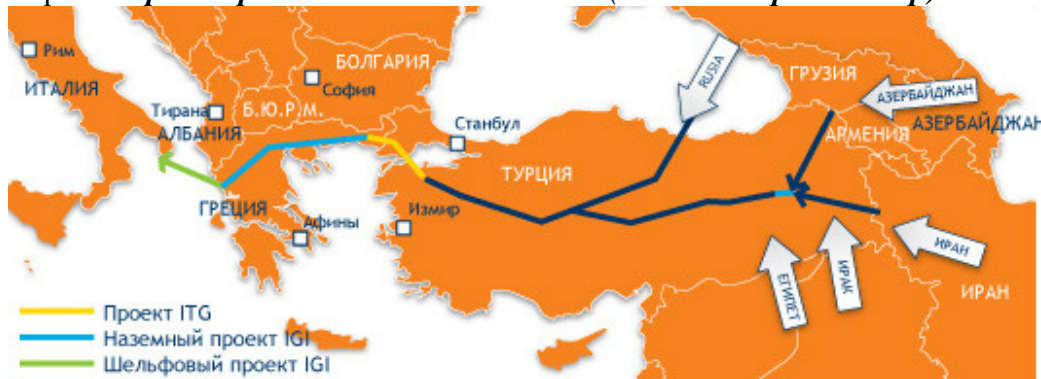 Рим
ИТАЛИЯ
БОЛГАРИЯ
София
Тирана
Б.Ю.Р.М.
АЛБАНИЯ
Станбул
RUSIA
ГРУЗИЯ
АЗЕРБАЙДЖАН
АРМЕНИЯ
АЗЕРБАЙДЖАН
ТУРЦИЯ
ГРЕЦИЯ
Афины
Измир
ЕГИПЕТ
ИРАК
ИРАН
ИРАН
Проект ITG
Наземный проект IGI
Шельфовый проект IGI